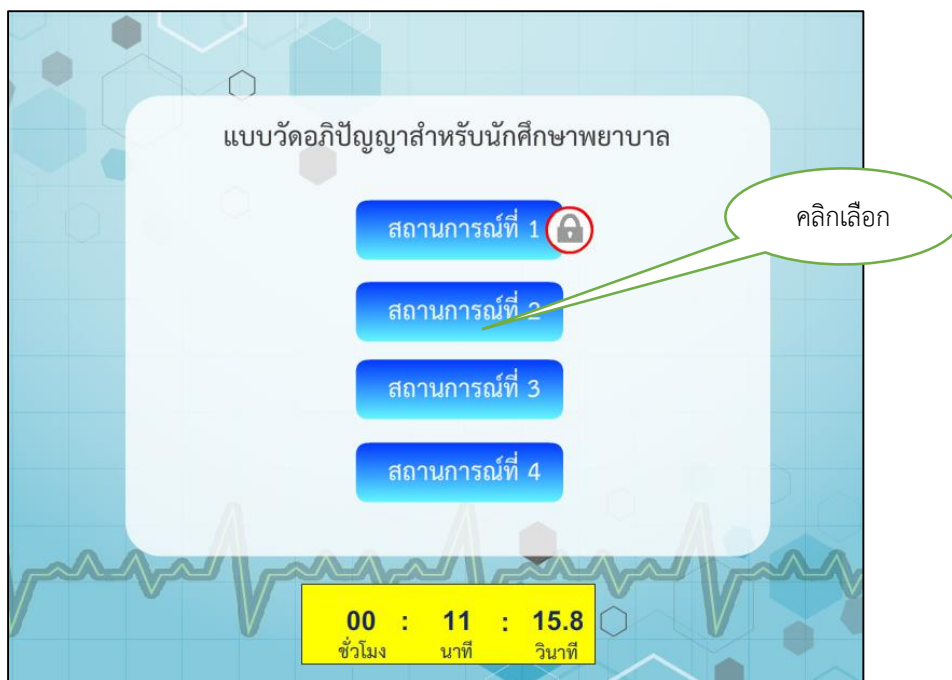 แบบวัดอภิปัญญาสำหรับนักศึกษาพยาบาล
สถานการณ์ที่ 1
คลิกเลือก
สถานการณ์ที่ 2
สถานการณ์ที่ 3
สถานการณ์ที่ 4
00 : 11 : 15.8
ชั่วโมง นาที วินาที